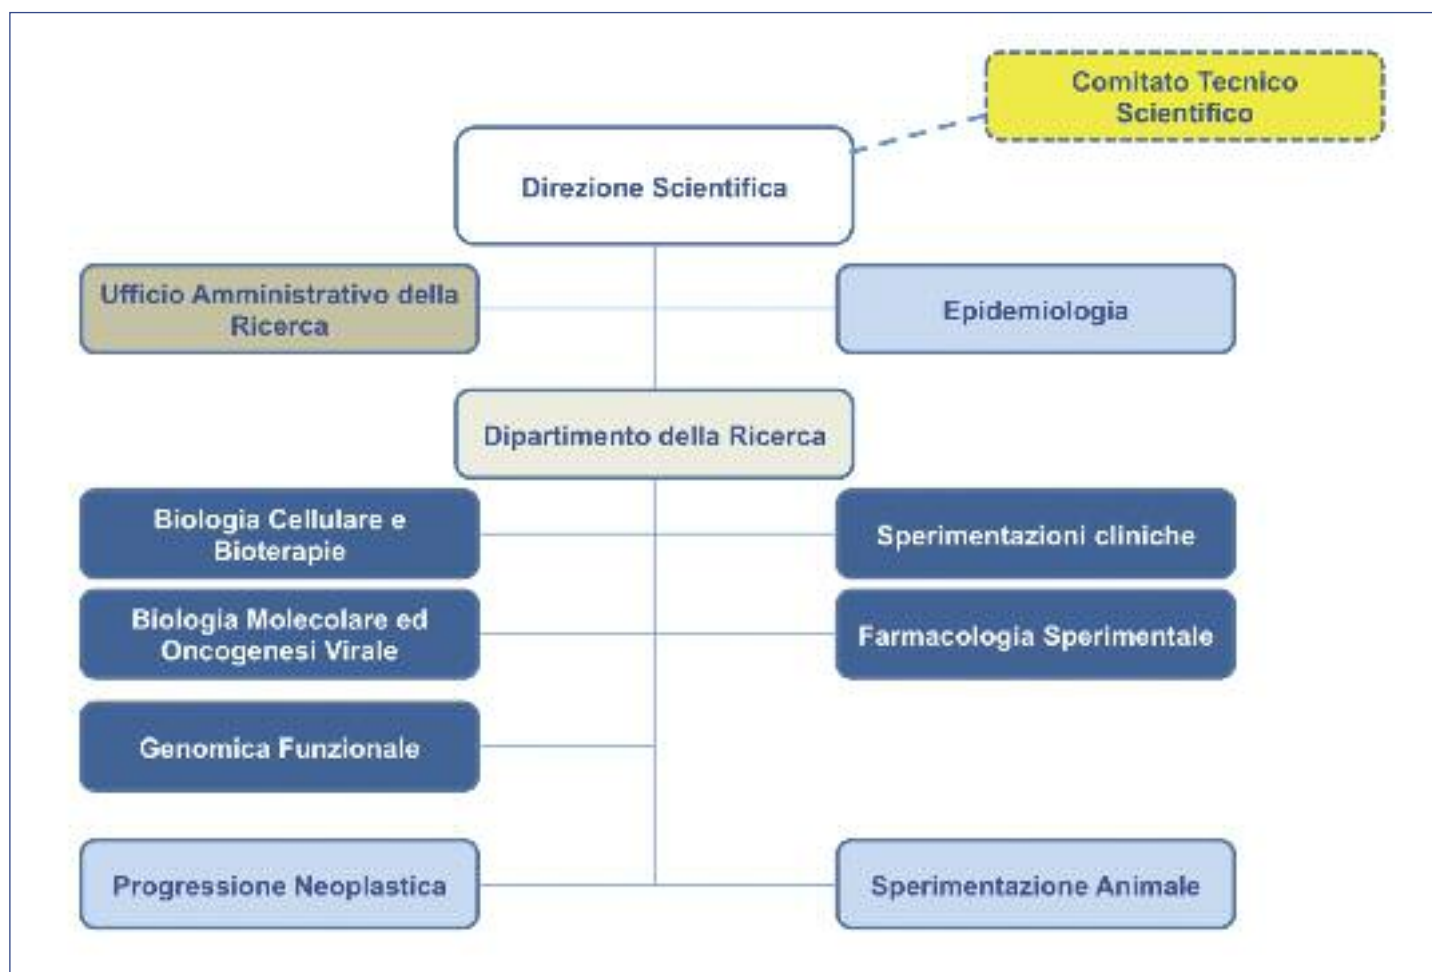 Comitato Tecnico
Scientifico
Direzione Scientifica
Ufficio Amministrativo della
Ricerca
Epidemiologia
Dipartimento della Ricerca
Biologia Cellulare e
Bioterapie
Sperimentazioni cliniche
Biologia Molecolare ed
Oncogenesi Virale
Farmacologia Sperimentale
Genomica Funzionale
Progressione Neoplastica
Sperimentazione Animale